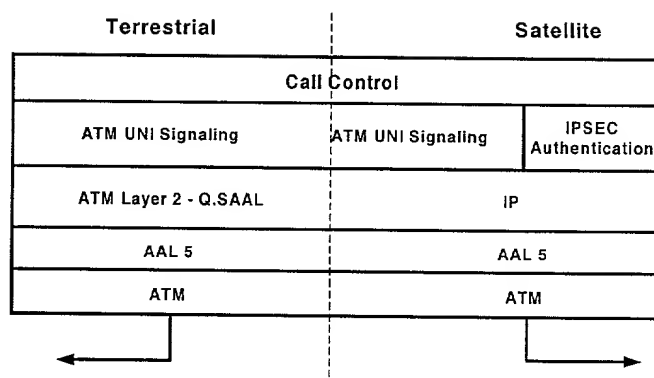 Terrestrial Satellite
Call Control
ATM UNI Signaling ATM UNI Signaling IPSEC
Authentication
ATM Layer 2 - Q.SAAL IP
AAL 5 AAL 5
ATM ATM